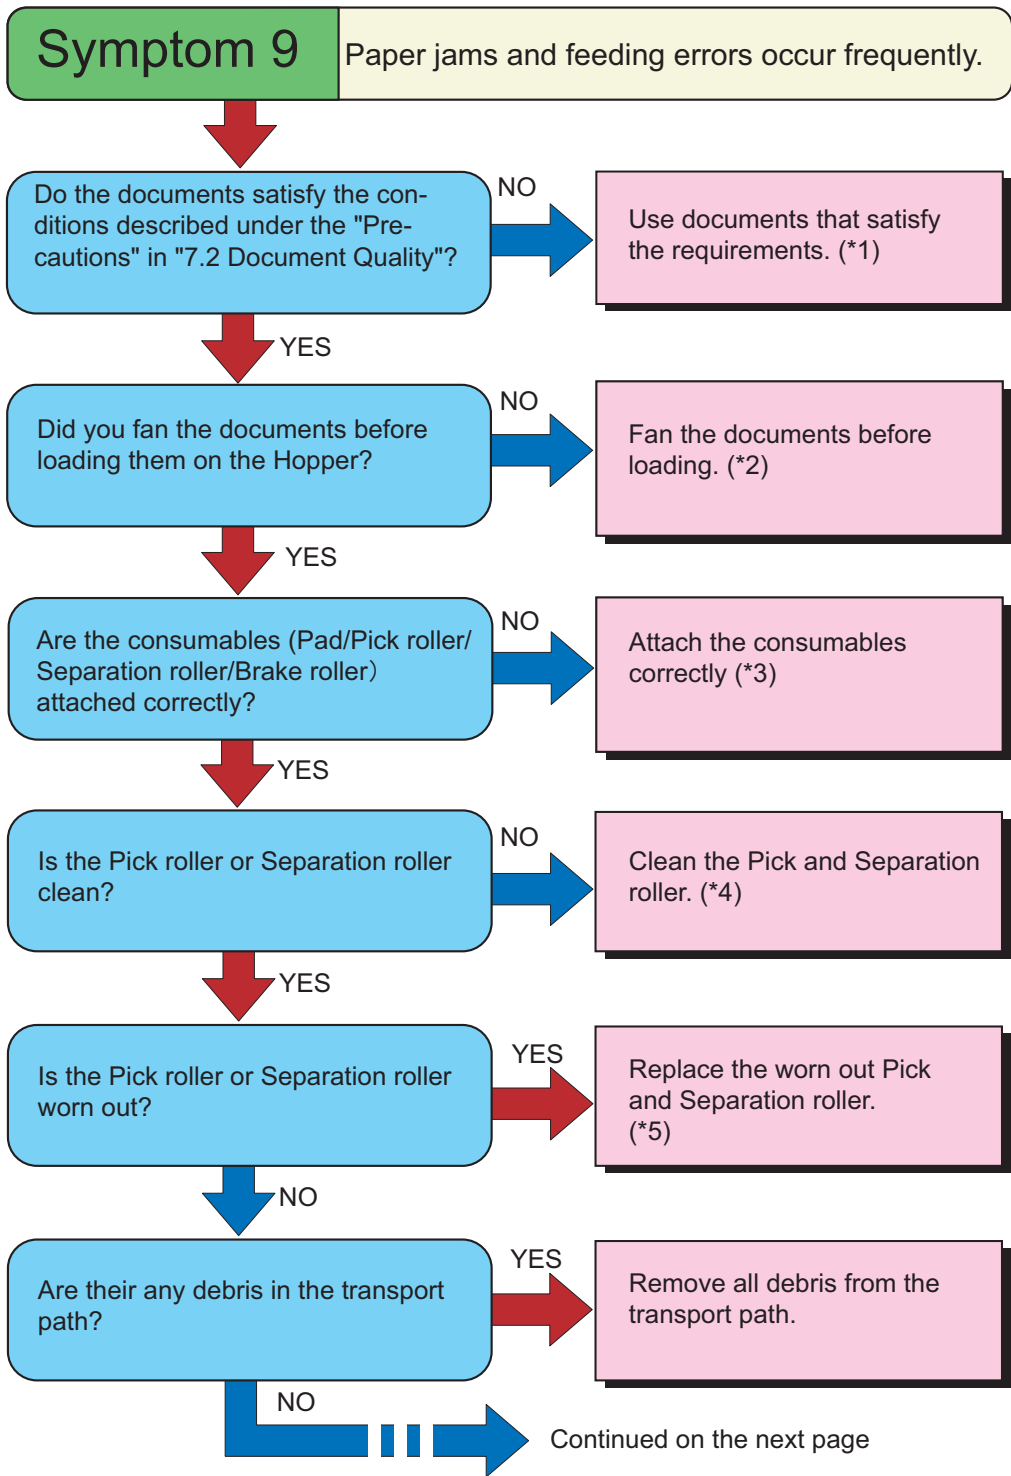 Symptom 9
Paper jams and feeding errors occur frequently.
Do the documents satisfy the con-
ditions described under the "Pre-
cautions" in "7.2 Document Quality"?
NO
Use documents that satisfy
the requirements. (*1)
YES
Did you fan the documents before
loading them on the Hopper?
NO
Fan the documents before
loading. (*2)
YES
Are the consumables (Pad/Pick roller/
Separation roller/Brake roller）
attached correctly?
NO
Attach the consumables
correctly (*3)
YES
Is the Pick roller or Separation roller
clean?
NO
Clean the Pick and Separation
roller. (*4)
YES
Is the Pick roller or Separation roller
worn out?
YES
Replace the worn out Pick
and Separation roller.
(*5)
NO
Are their any debris in the transport
path?
YES
Remove all debris from the
transport path.
NO
Continued on the next page